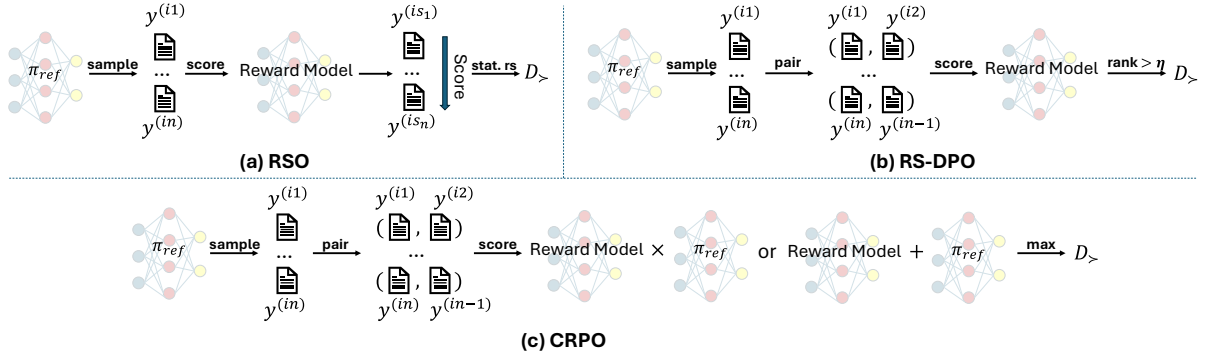 π_ref sample y^(i1) ... y^(in) score Reward Model y^(is_1) ... y^(is_n) Score stat. rs D_≻
(a) RSO
π_ref sample y^(i1) ... y^(in) pair y^(i1) y^(i2) ( , ) ... ( , ) y^(in) y^(in−1) score Reward Model rank > η D_≻
(b) RS-DPO
π_ref sample y^(i1) ... y^(in) pair y^(i1) y^(i2) ( , ) ... ( , ) y^(in) y^(in−1) score Reward Model × π_ref or Reward Model + π_ref max D_≻
(c) CRPO